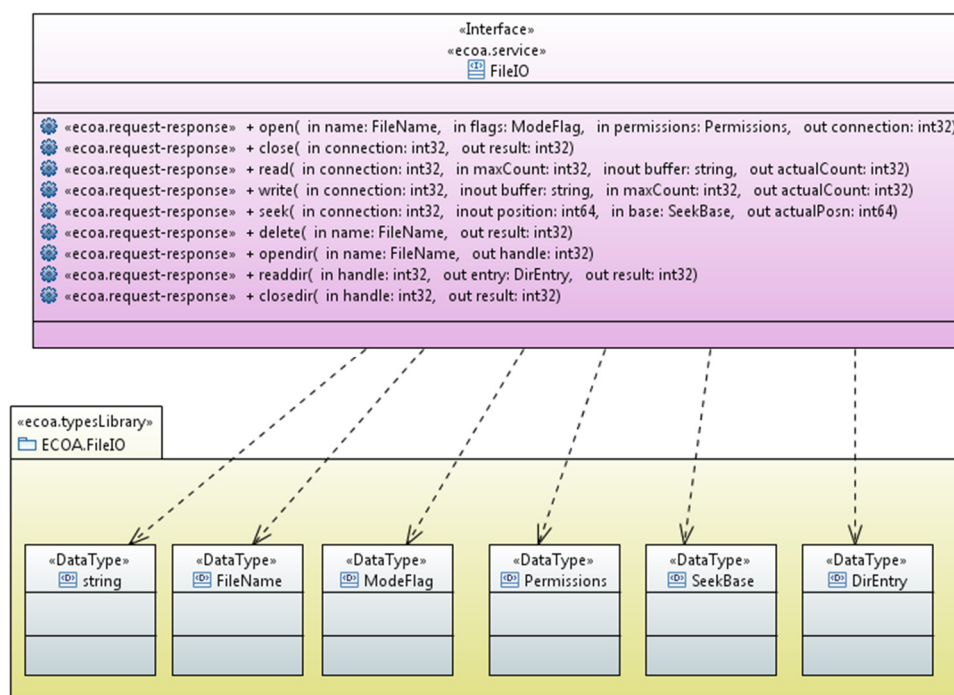 «Interface»
«ecoa.service»
FileIO
«ecoa.request-response» + open( in name: FileName, in flags: ModeFlag, in permissions: Permissions, out connection: int32)
«ecoa.request-response» + close( in connection: int32, out result: int32)
«ecoa.request-response» + read( in connection: int32, in maxCount: int32, inout buffer: string, out actualCount: int32)
«ecoa.request-response» + write( in connection: int32, inout buffer: string, in maxCount: int32, out actualCount: int32)
«ecoa.request-response» + seek( in connection: int32, inout position: int64, in base: SeekBase, out actualPosn: int64)
«ecoa.request-response» + delete( in name: FileName, out result: int32)
«ecoa.request-response» + opendir( in name: FileName, out handle: int32)
«ecoa.request-response» + readdir( in handle: int32, out entry: DirEntry, out result: int32)
«ecoa.request-response» + closedir( in handle: int32, out result: int32)
«ecoa.typesLibrary»
ECOA.FileIO
«DataType»
string
«DataType»
FileName
«DataType»
ModeFlag
«DataType»
Permissions
«DataType»
SeekBase
«DataType»
DirEntry